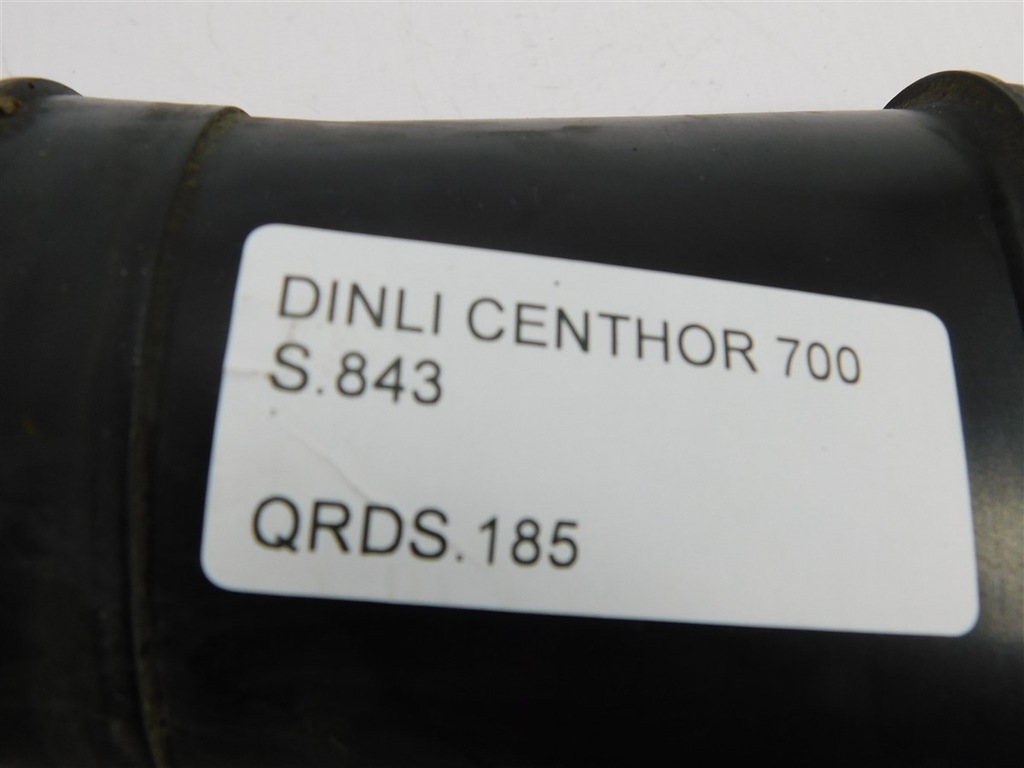 DINLI CENTHOR 700
S.843
QRDS.185